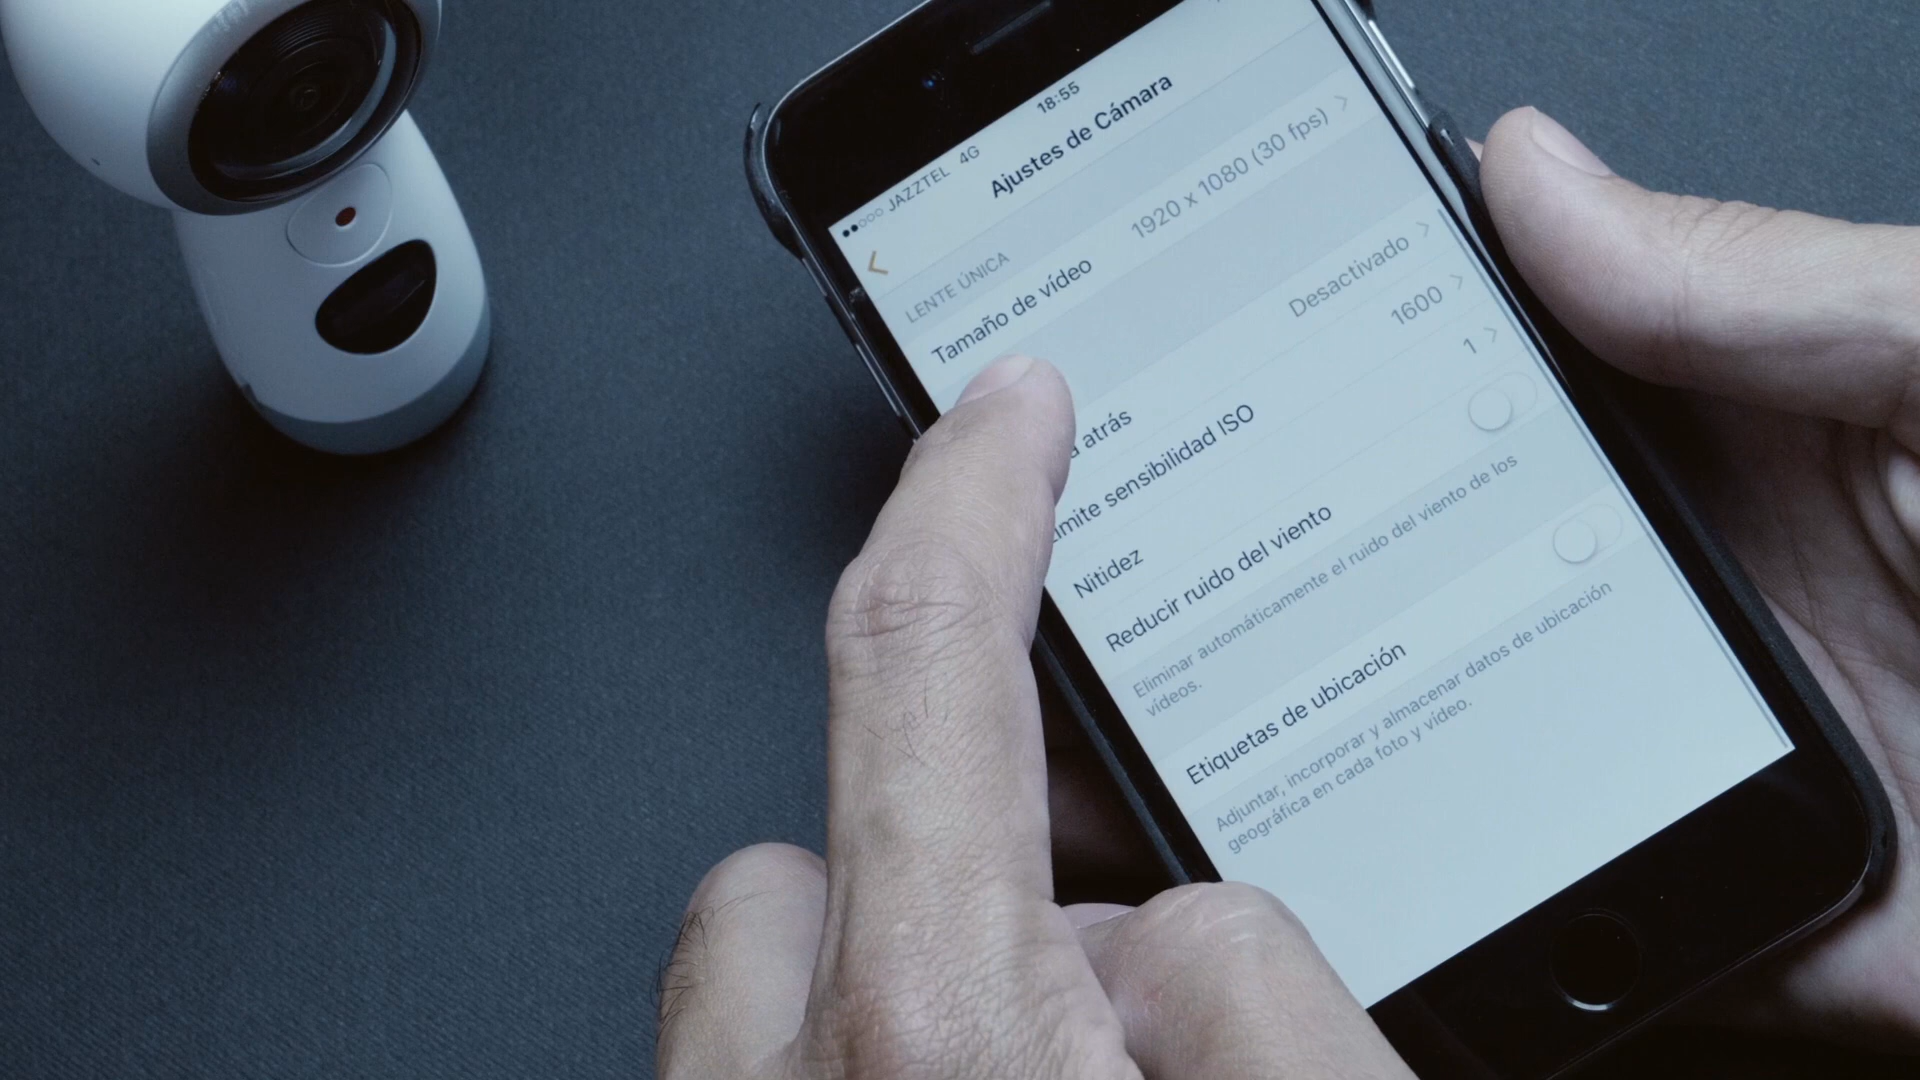 JAZZTEL 4G 18:55
Ajustes de Cámara
LENTE ÚNICA
Tamaño de vídeo 1920 x 1080 (30 fps)
atrás Desactivado
sensibilidad ISO 1600
Nitidez 1
Reducir ruido del viento
Eliminar automáticamente el ruido del viento de los
vídeos.
Etiquetas de ubicación
Adjuntar, incorporar y almacenar datos de ubicación
geográfica en cada foto y vídeo.